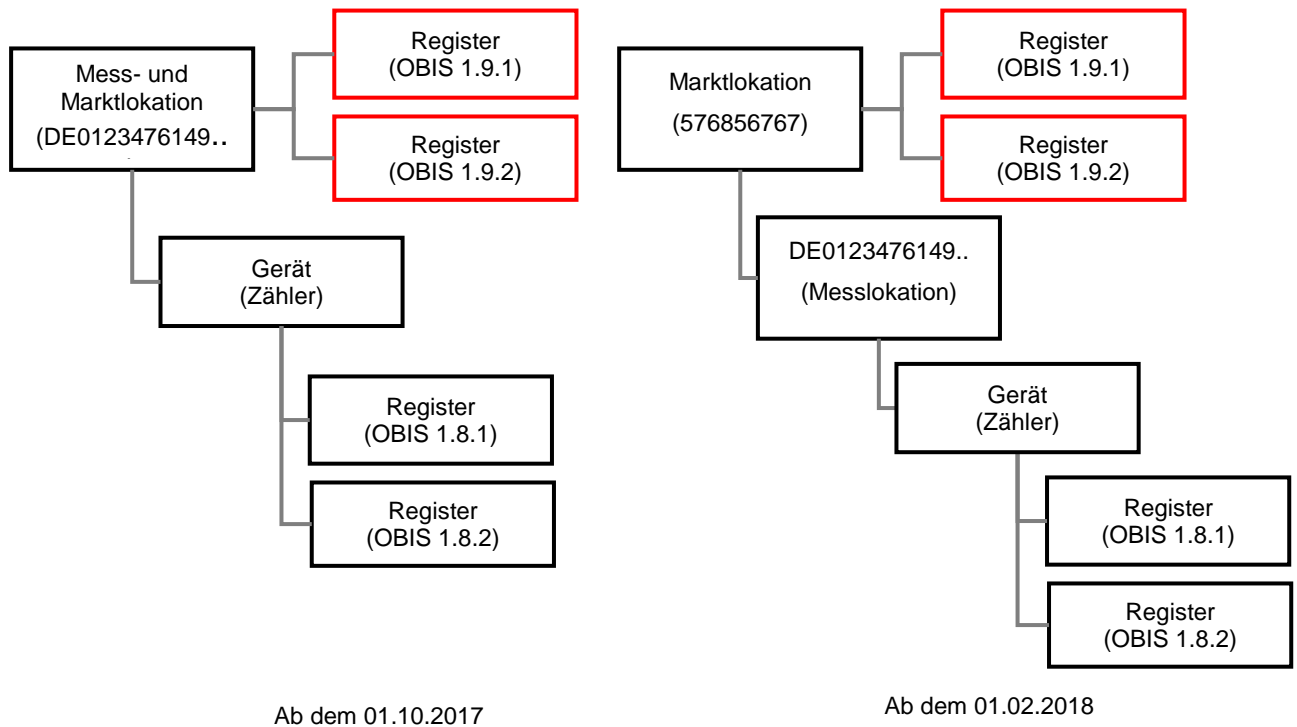 Mess- und
Marktlokation
(DE0123476149..
.
Register
(OBIS 1.9.1)
Register
(OBIS 1.9.2)
Gerät
(Zähler)
Register
(OBIS 1.8.1)
Register
(OBIS 1.8.2)
Ab dem 01.10.2017
Marktlokation
(576856767)
Register
(OBIS 1.9.1)
Register
(OBIS 1.9.2)
DE0123476149..
(Messlokation)
Gerät
(Zähler)
Register
(OBIS 1.8.1)
Register
(OBIS 1.8.2)
Ab dem 01.02.2018